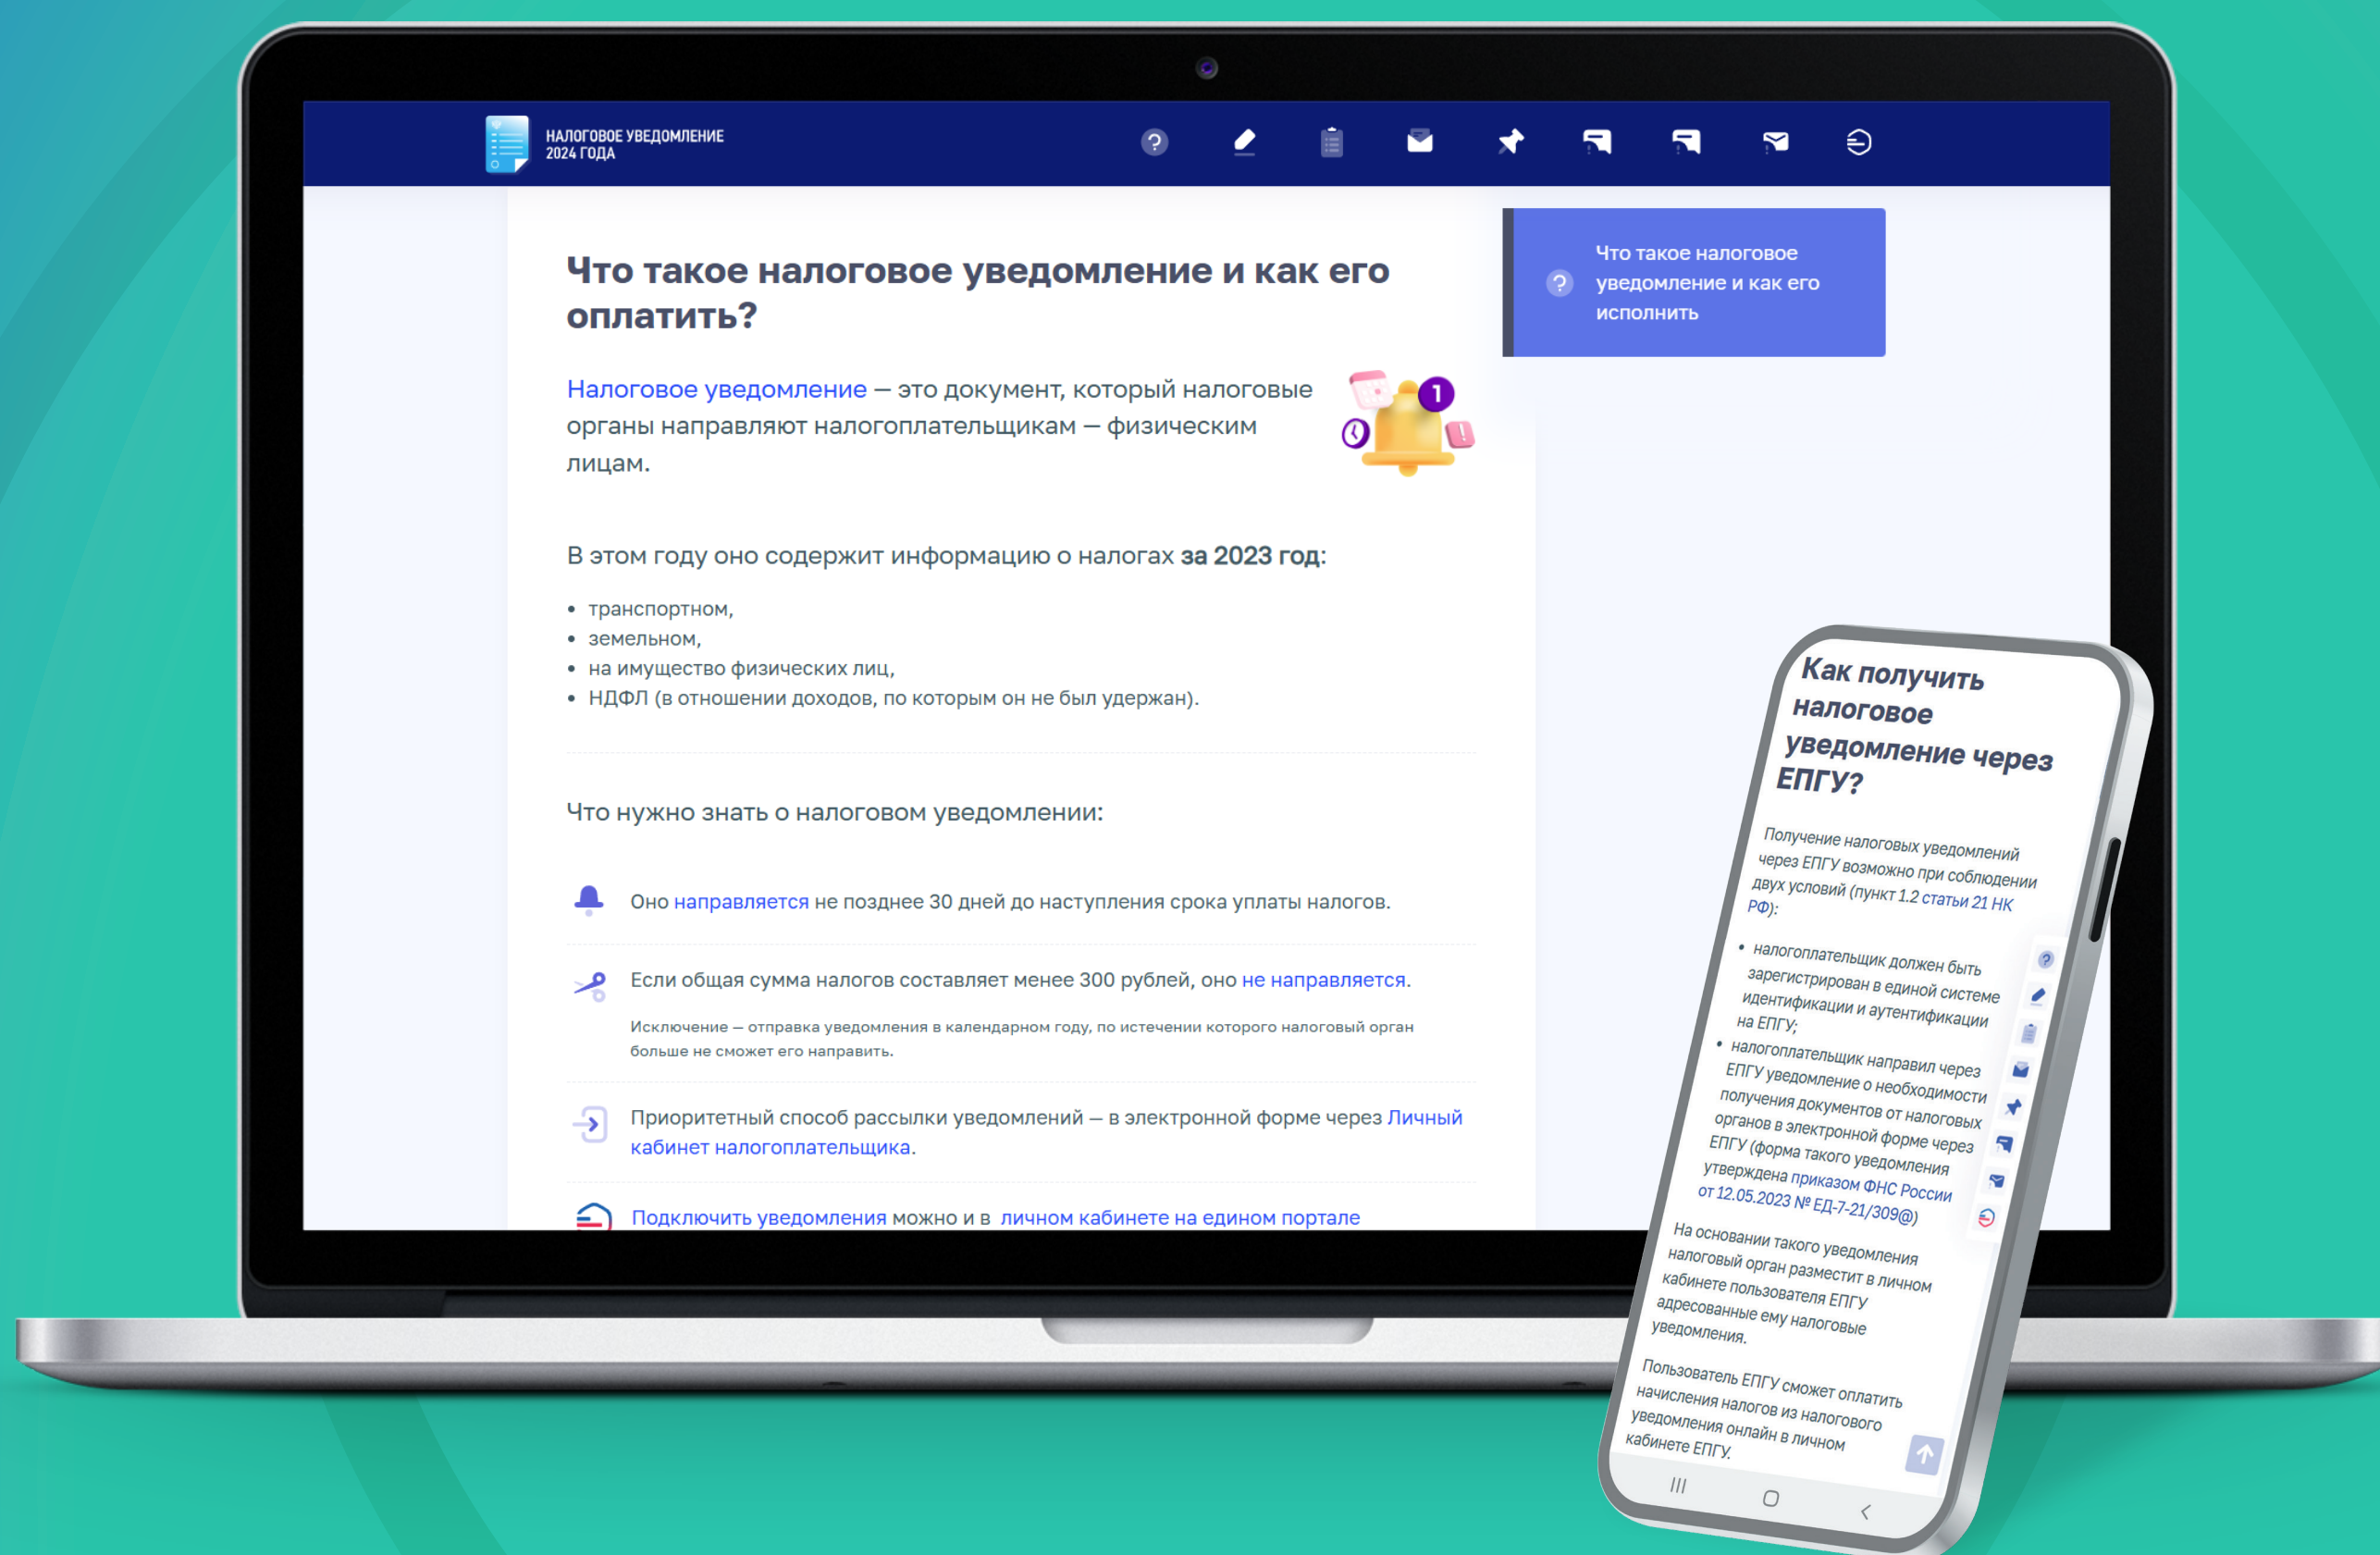 НАЛОГОВОЕ УВЕДОМЛЕНИЕ
2024 ГОДА
Что такое налоговое уведомление и как его
оплатить?
Налоговое уведомление — это документ, который налоговые
органы направляют налогоплательщикам — физическим
лицам.
1
В этом году оно содержит информацию о налогах за 2023 год:
• транспортном,
• земельном,
• на имущество физических лиц,
• НДФЛ (в отношении доходов, по которым он не был удержан).
Что нужно знать о налоговом уведомлении:
Оно направляется не позднее 30 дней до наступления срока уплаты налогов.
Если общая сумма налогов составляет менее 300 рублей, оно не направляется.
Исключение — отправка уведомления в календарном году, по истечении которого налоговый орган
больше не сможет его направить.
Приоритетный способ рассылки уведомлений — в электронной форме через Личный
кабинет налогоплательщика.
Подключить уведомления можно и в личном кабинете на едином портале
Что такое налоговое
уведомление и как его
исполнить
Как получить
налоговое
уведомление через
ЕПГУ?
Получение налоговых уведомлений
через ЕПГУ возможно при соблюдении
двух условий (пункт 1.2 статьи 21 НК
РФ):
• налогоплательщик должен быть
зарегистрирован в единой системе
идентификации и аутентификации
на ЕПГУ;
• налогоплательщик направил через
ЕПГУ уведомление о необходимости
получения документов от налоговых
органов в электронной форме через
ЕПГУ (форма такого уведомления
утверждена приказом ФНС России
от 12.05.2023 № ЕД-7-21/309@)
На основании такого уведомления
налоговый орган разместит в личном
кабинете пользователя ЕПГУ
адресованные ему налоговые
уведомления.
Пользователь ЕПГУ сможет оплатить
начисления налогов из налогового
уведомления онлайн в личном
кабинете ЕПГУ.